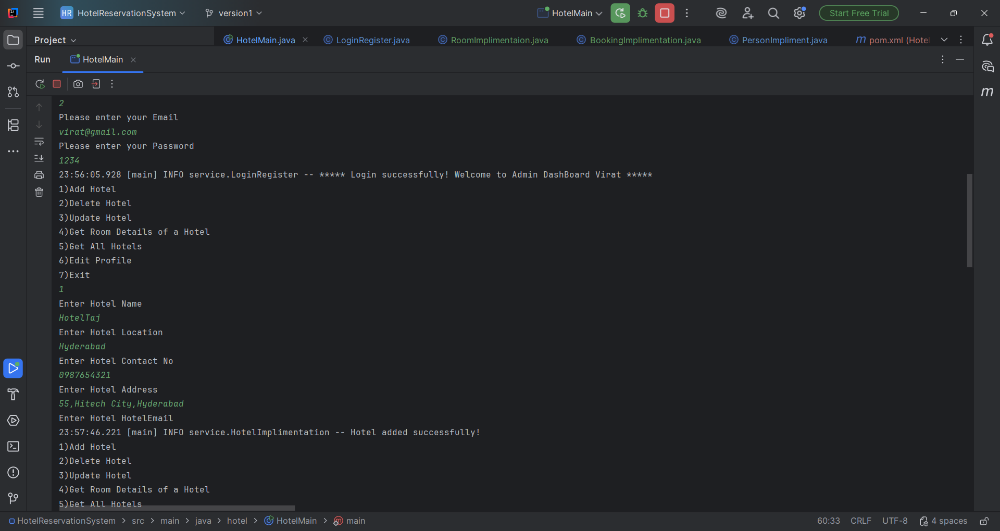 HR HotelReservationSystem version1 HotelMain Start Free Trial
Project HotelMain.java LoginRegister.java RoomImplimentaion.java BookingImplimentation.java PersonImpliment.java m pom.xml (Hotel
Run HotelMain
2
Please enter your Email
virat@gmail.com
Please enter your Password
1234
23:56:05.928 [main] INFO service.LoginRegister -- ***** Login successfully! Welcome to Admin DashBoard Virat *****
1)Add Hotel
2)Delete Hotel
3)Update Hotel
4)Get Room Details of a Hotel
5)Get All Hotels
6)Edit Profile
7)Exit
1
Enter Hotel Name
HotelTaj
Enter Hotel Location
Hyderabad
Enter Hotel Contact No
0987654321
Enter Hotel Address
55,Hitech City,Hyderabad
Enter Hotel HotelEmail
23:57:46.221 [main] INFO service.HotelImplimentation -- Hotel added successfully!
1)Add Hotel
2)Delete Hotel
3)Update Hotel
4)Get Room Details of a Hotel
5)Get All Hotels
HotelReservationSystem > src > main > java > hotel > HotelMain > main 60:33 CRLF UTF-8 4 spaces